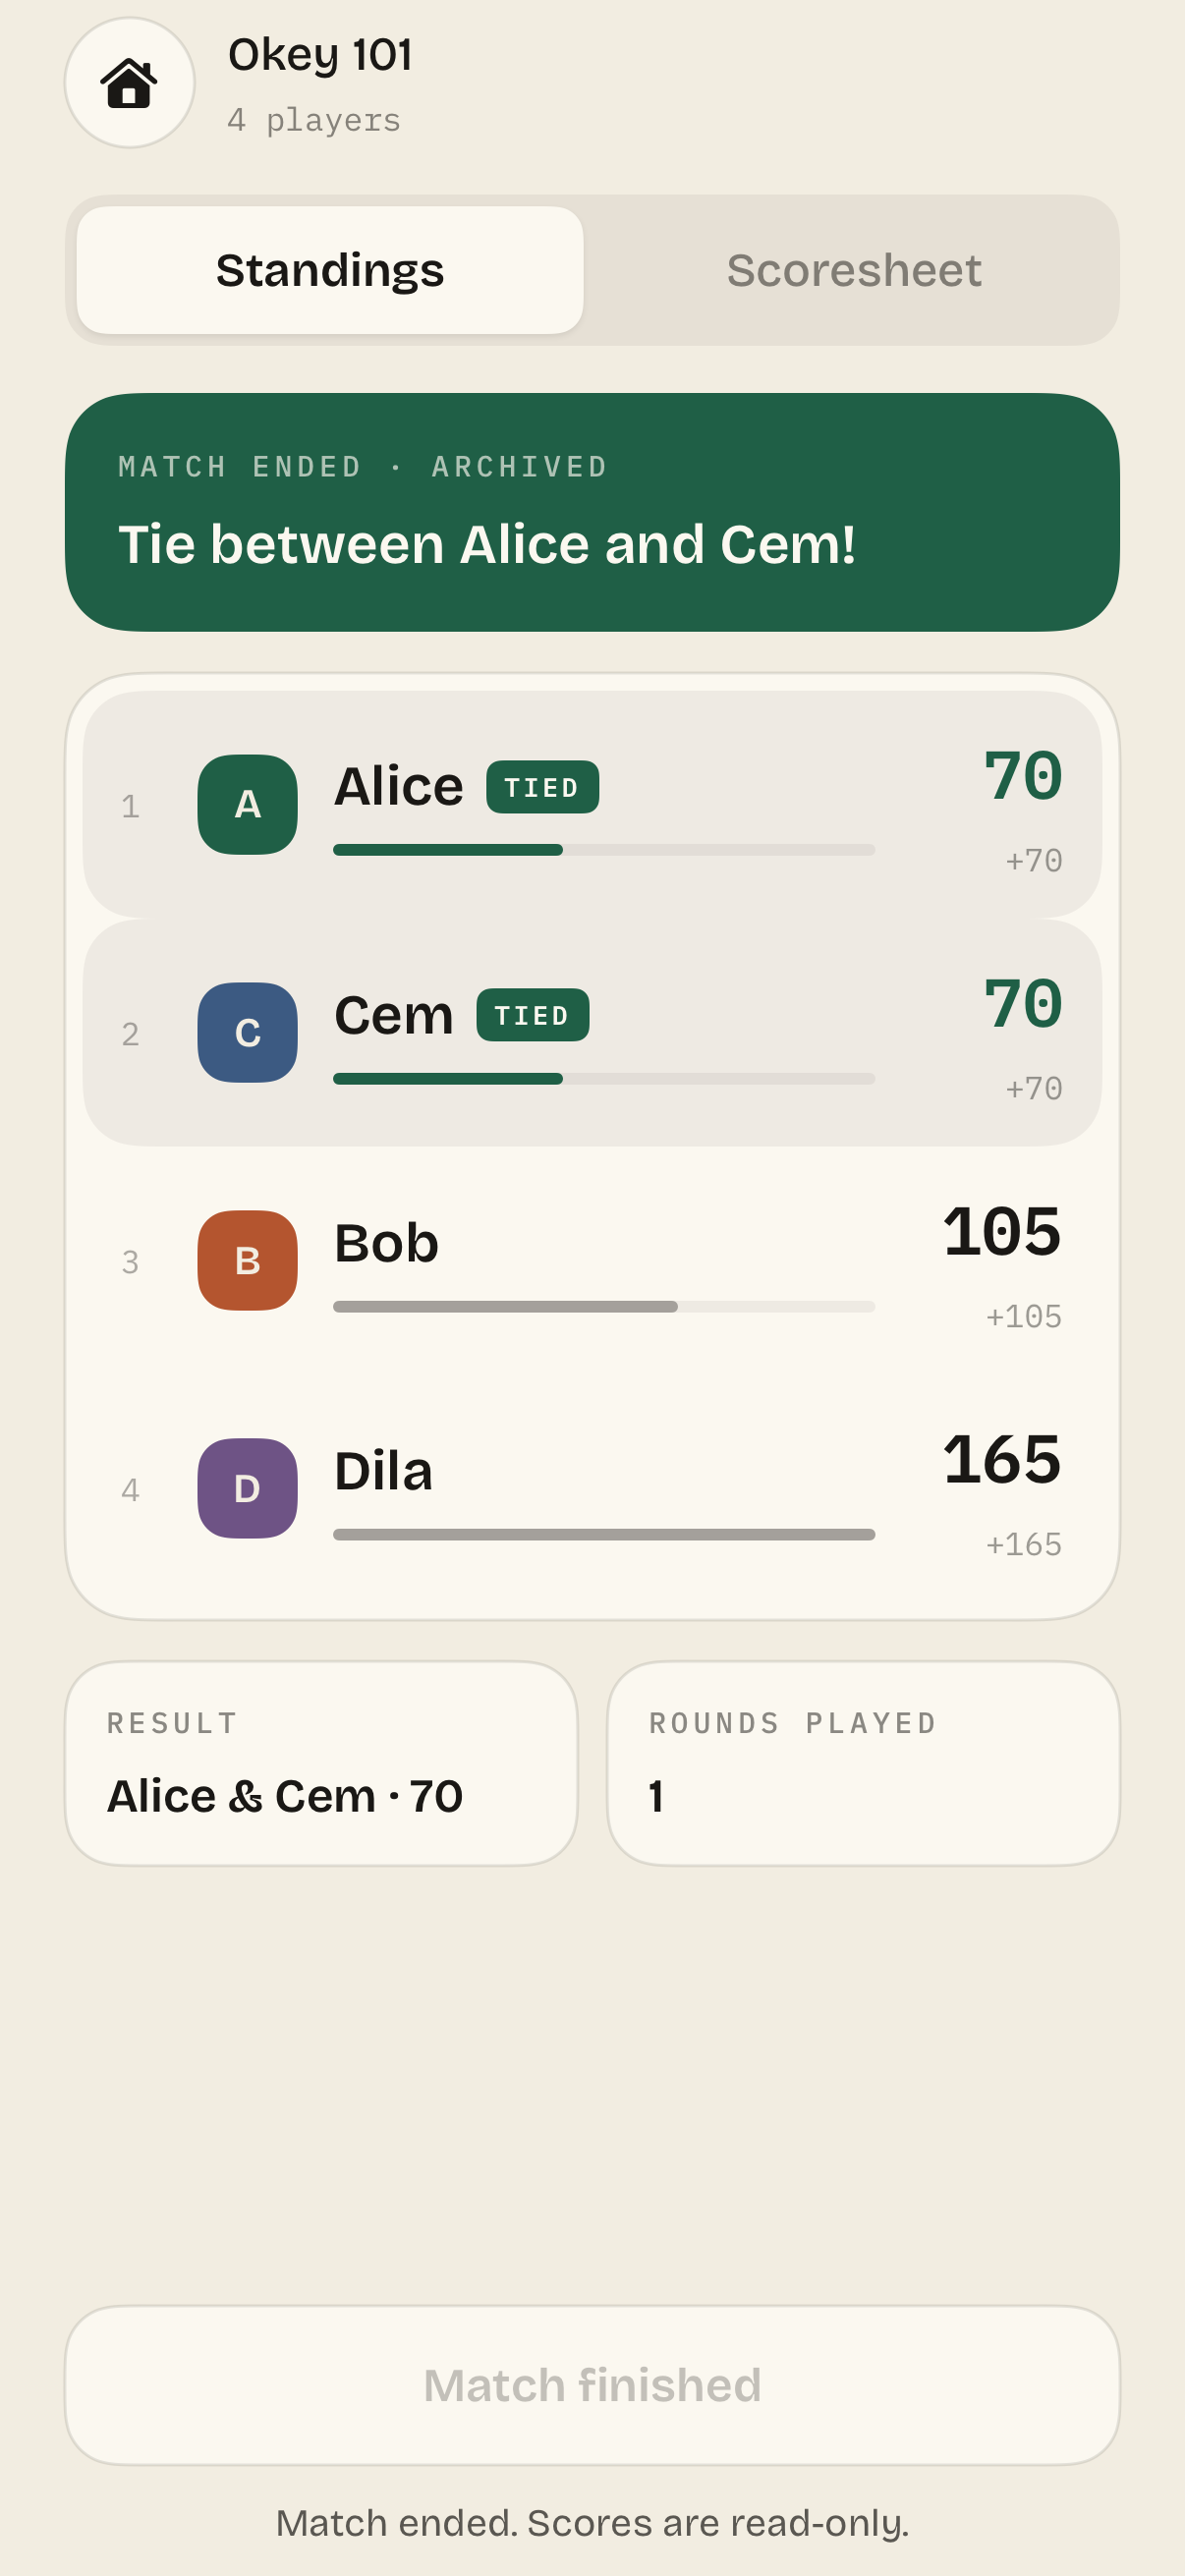 Okey 101
4 players
Standings
Scoresheet
MATCH ENDED · ARCHIVED
Tie between Alice and Cem!
1 A Alice TIED 70
+70
2 C Cem TIED 70
+70
3 B Bob 105
+105
4 D Dila 165
+165
RESULT
Alice & Cem · 70
ROUNDS PLAYED
1
Match finished
Match ended. Scores are read-only.